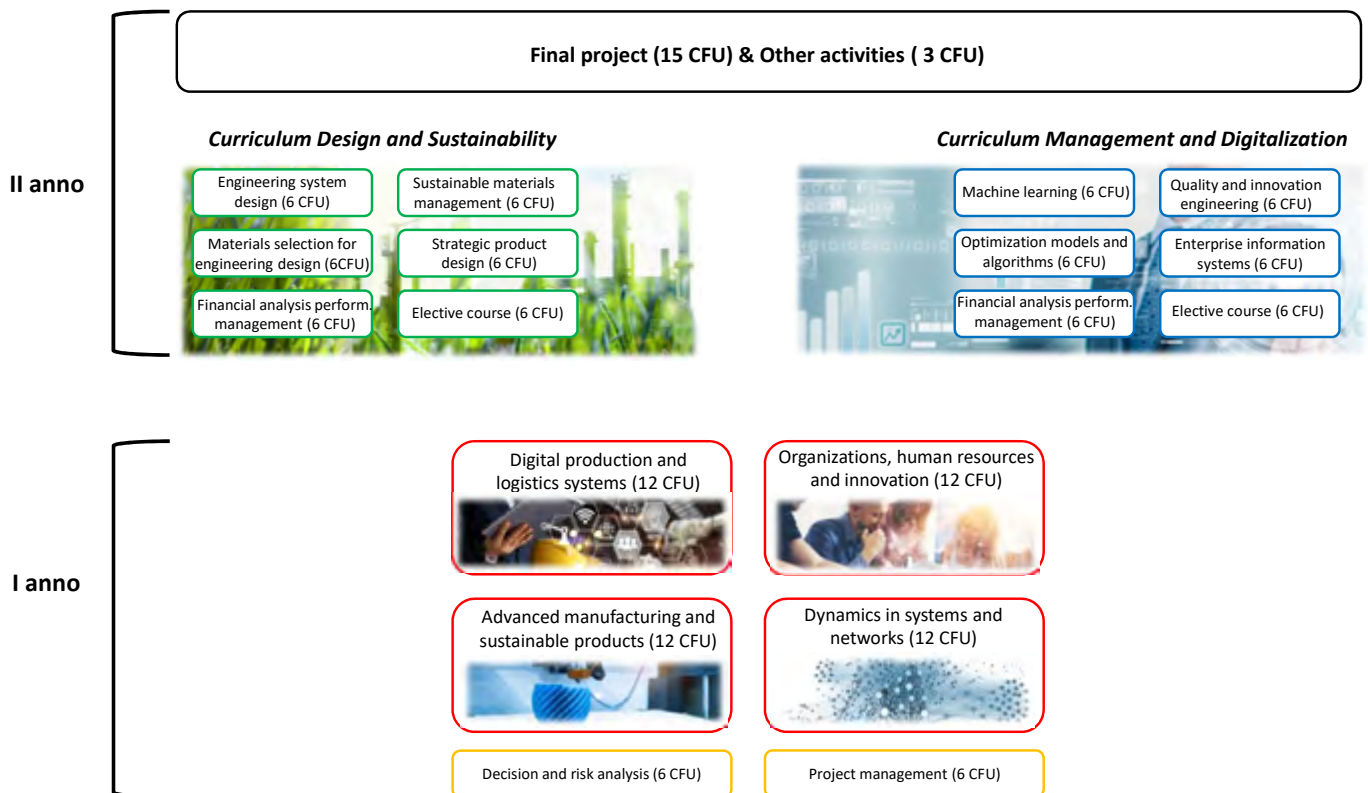 Final project (15 CFU) & Other activities ( 3 CFU)
II anno
Curriculum Design and Sustainability
Engineering system
design (6 CFU)
Sustainable materials
management (6 CFU)
Materials selection for
engineering design (6CFU)
Strategic product
design (6 CFU)
Financial analysis perform.
management (6 CFU)
Elective course (6 CFU)
Curriculum Management and Digitalization
Machine learning (6 CFU)
Quality and innovation
engineering (6 CFU)
Optimization models and
algorithms (6 CFU)
Enterprise information
systems (6 CFU)
Financial analysis perform.
management (6 CFU)
Elective course (6 CFU)
I anno
Digital production and
logistics systems (12 CFU)
Organizations, human resources
and innovation (12 CFU)
Advanced manufacturing and
sustainable products (12 CFU)
Dynamics in systems and
networks (12 CFU)
Decision and risk analysis (6 CFU)
Project management (6 CFU)